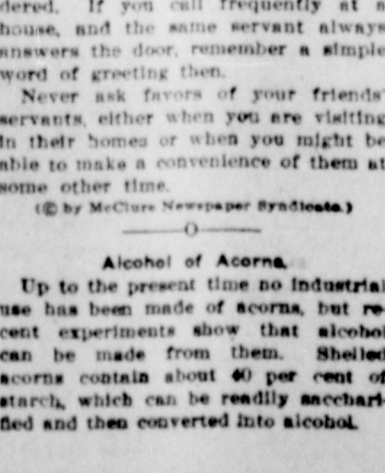 dered. If you call frequently at a
house, and the same servant always
answers the door, remember a simple
word of greeting then.
Never ask favors of your friends'
servants, either when you are visiting
in their homes or when you might be
able to make a convenience of them at
some other time.
(© by McClure Newspaper Syndicate.)
O
Alcohol of Acorns.
Up to the present time no industrial
use has been made of acorns, but re-
cent experiments show that alcohol
can be made from them. Shelled
acorns contain about 40 per cent of
starch, which can be readily sacchari-
fied and then converted into alcohol.